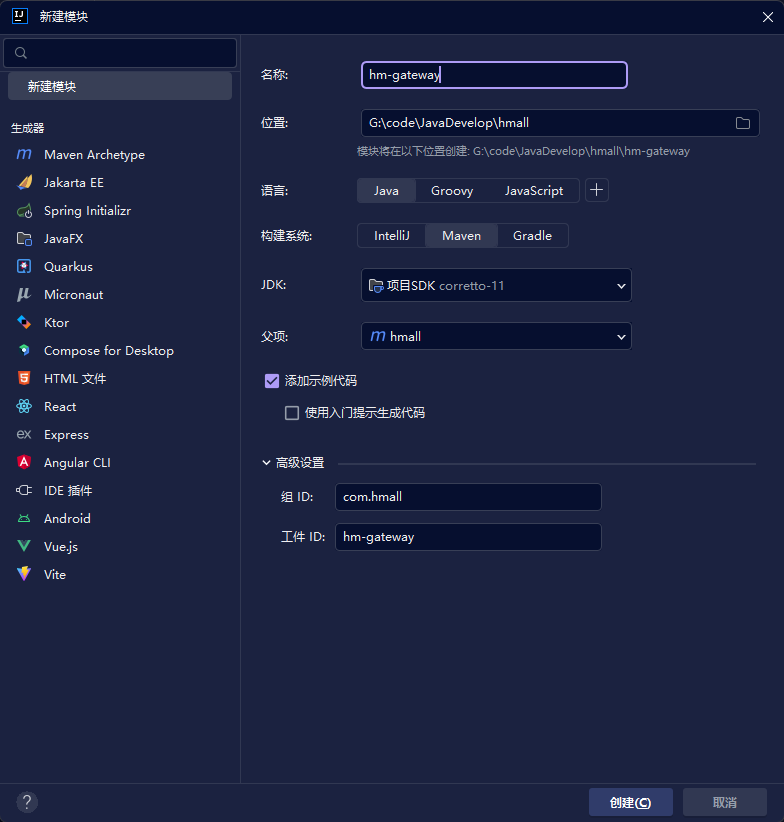 新建模块
新建模块
生成器
Maven Archetype
Jakarta EE
Spring Initializr
JavaFX
Quarkus
Micronaut
Ktor
Compose for Desktop
HTML 文件
React
Express
Angular CLI
IDE 插件
Android
Vue.js
Vite
名称: hm-gateway
位置: G:\code\JavaDevelop\hmall
模块将在以下位置创建: G:\code\JavaDevelop\hmall\hm-gateway
语言: Java Groovy JavaScript
构建系统: IntelliJ Maven Gradle
JDK: 项目SDK corretto-11
父项: hmall
添加示例代码
使用入门提示生成代码
高级设置
组 ID: com.hmall
工件 ID: hm-gateway
? 创建(C) 取消